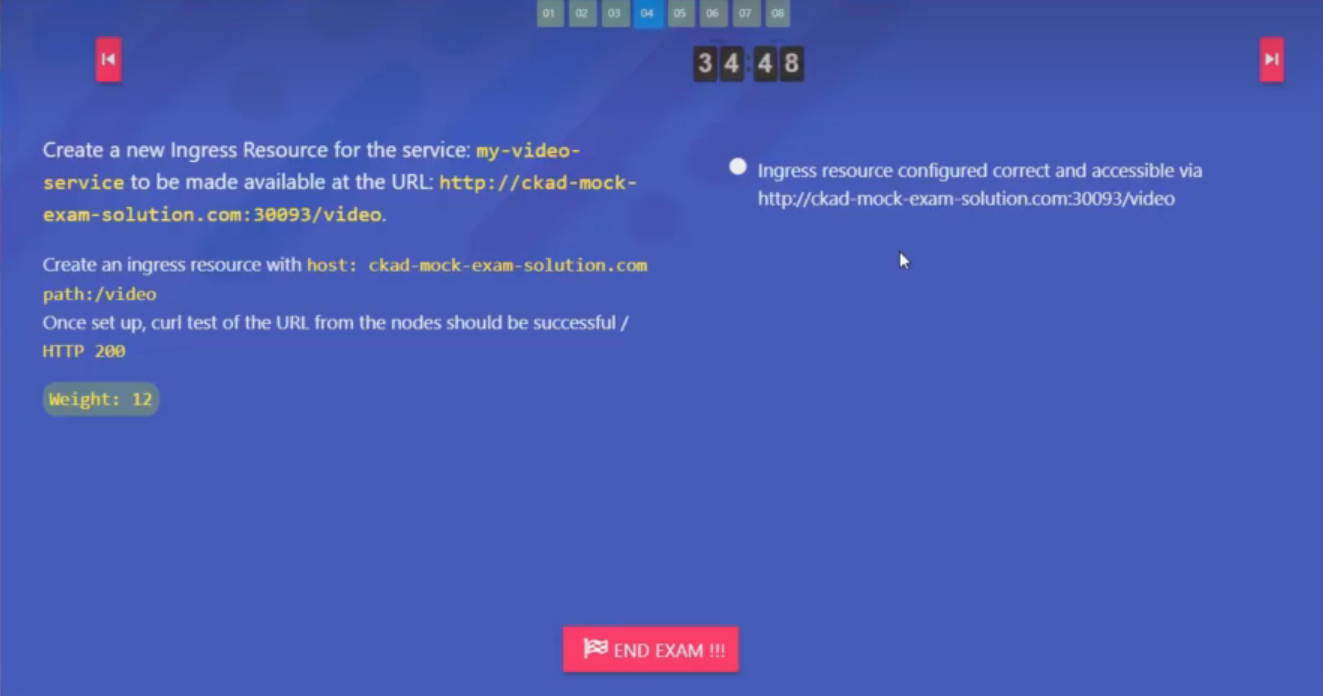 01 02 03 04 05 06 07 08
34:48
Create a new Ingress Resource for the service: my-video-
service to be made available at the URL: http://ckad-mock-
exam-solution.com:30093/video.
Create an ingress resource with host: ckad-mock-exam-solution.com
path:/video
Once set up, curl test of the URL from the nodes should be successful /
HTTP 200
Weight: 12
Ingress resource configured correct and accessible via
http://ckad-mock-exam-solution.com:30093/video
END EXAM !!!